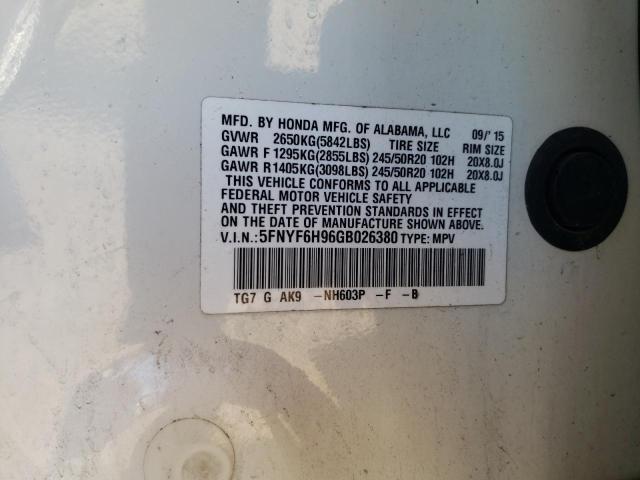 MFD. BY HONDA MFG. OF ALABAMA, LLC 09/'15
GVWR 2650KG(5842LBS) TIRE SIZE RIM SIZE
GAWR F 1295KG(2855LBS) 245/50R20 102H 20X8.0J
GAWR R1405KG(3098LBS) 245/50R20 102H 20X8.0J
THIS VEHICLE CONFORMS TO ALL APPLICABLE
FEDERAL MOTOR VEHICLE SAFETY
AND THEFT PREVENTION STANDARDS IN EFFECT
ON THE DATE OF MANUFACTURE SHOWN ABOVE.
V.I.N.:5FNYF6H96GB026380 TYPE: MPV
TG7 G AK9 -NH603P -F -B